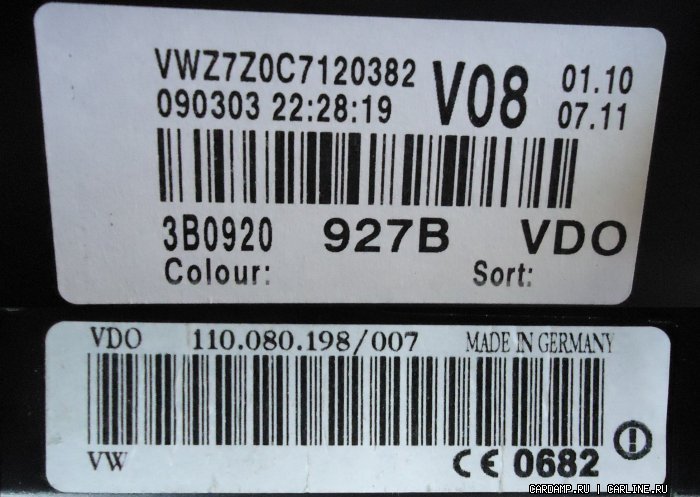 VWZ7Z0C7120382 V08 01.10
090303 22:28:19 07.11
3B0920 927B VDO
Colour: Sort:
VDO 110.080.198/007 MADE IN GERMANY
VW CE 0682
CARDAMP.RU | CARLINE.RU